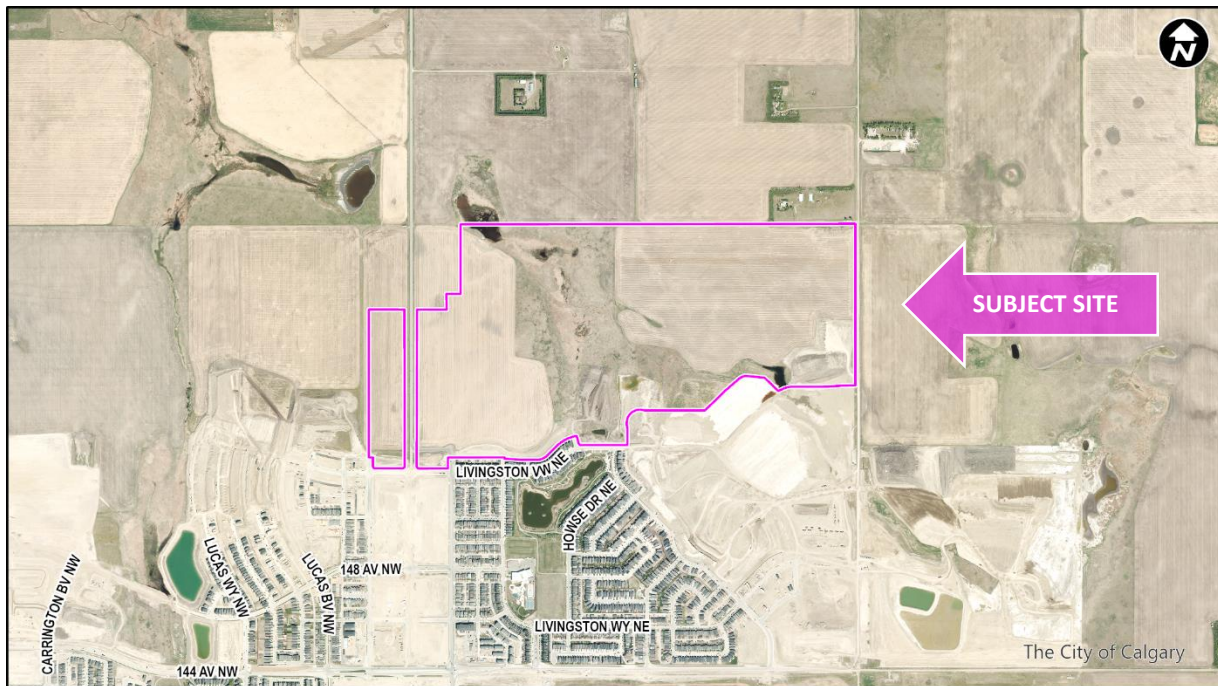 N
SUBJECT SITE
LIVINGSTON VW NE
HOWSE DR NE
LUCAS WY NW
LUCAS BV NW
148 AV NW
CARRINGTON BV NW
LIVINGSTON WY NE
144 AV NW
The City of Calgary